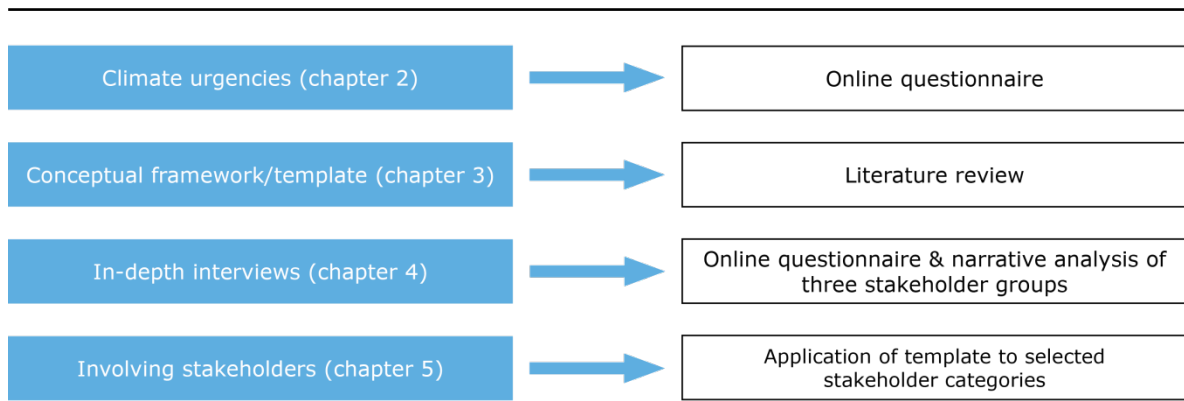 Climate urgencies (chapter 2)
Online questionnaire
Conceptual framework/template (chapter 3)
Literature review
In-depth interviews (chapter 4)
Online questionnaire & narrative analysis of
three stakeholder groups
Involving stakeholders (chapter 5)
Application of template to selected
stakeholder categories